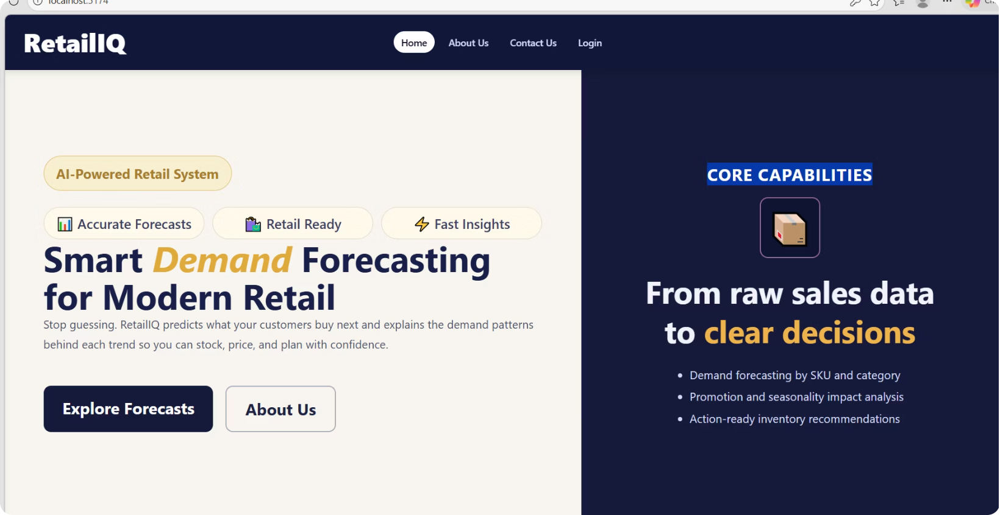 localhost:5174
RetailIQ
Home
About Us
Contact Us
Login
AI-Powered Retail System
Accurate Forecasts
Retail Ready
Fast Insights
Smart Demand Forecasting
for Modern Retail
Stop guessing. RetailIQ predicts what your customers buy next and explains the demand patterns
behind each trend so you can stock, price, and plan with confidence.
Explore Forecasts
About Us
CORE CAPABILITIES
From raw sales data
to clear decisions
• Demand forecasting by SKU and category
• Promotion and seasonality impact analysis
• Action-ready inventory recommendations